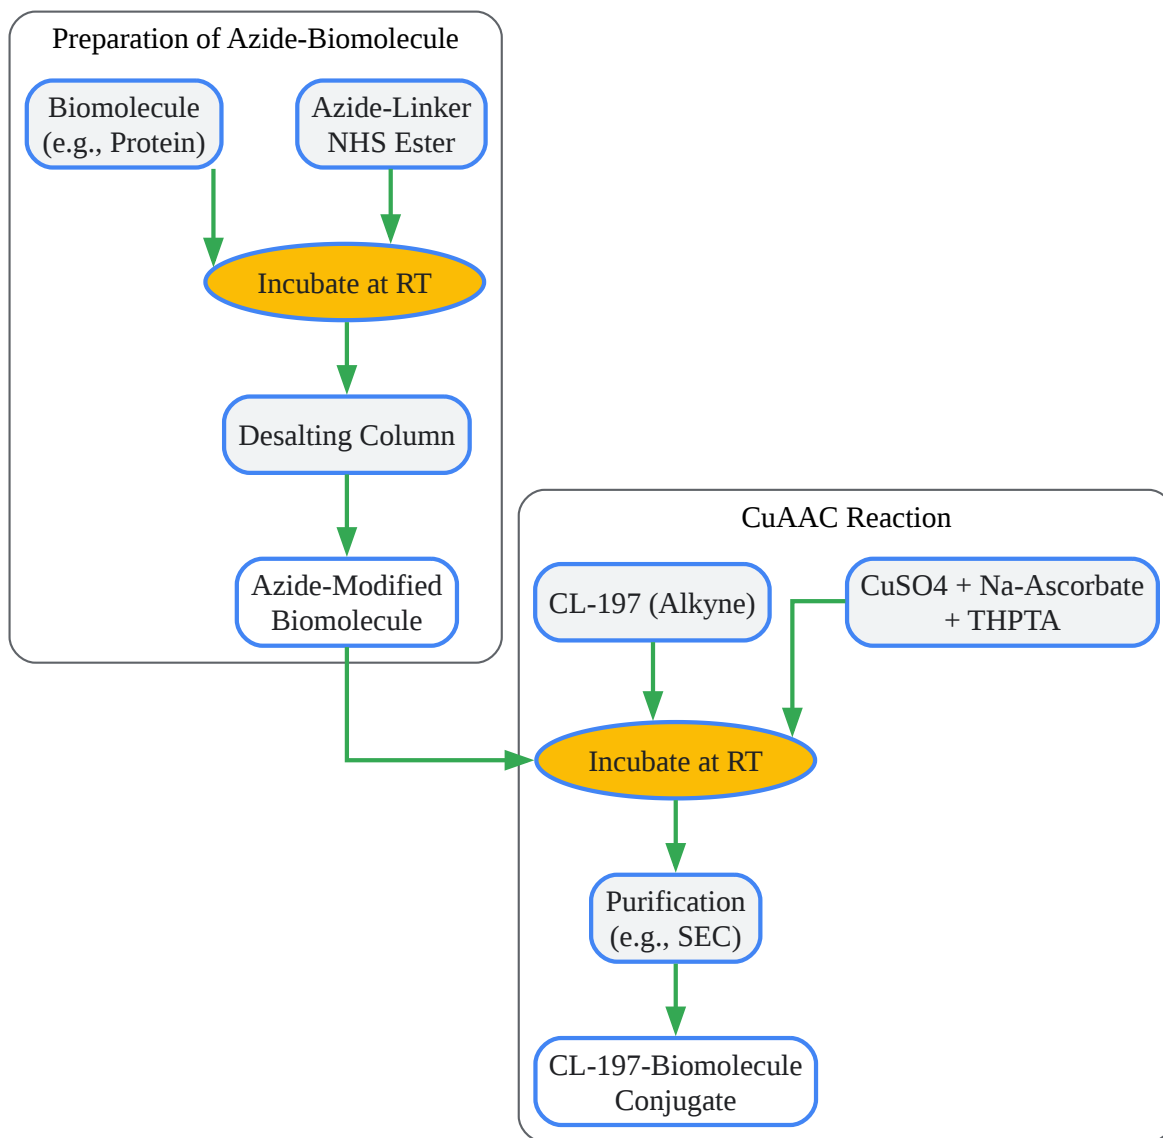 Preparation of Azide-Biomolecule
Biomolecule
(e.g., Protein)
Azide-Linker
NHS Ester
Incubate at RT
Desalting Column
Azide-Modified
Biomolecule
CuAAC Reaction
CL-197 (Alkyne)
CuSO4 + Na-Ascorbate
+ THPTA
Incubate at RT
Purification
(e.g., SEC)
CL-197-Biomolecule
Conjugate